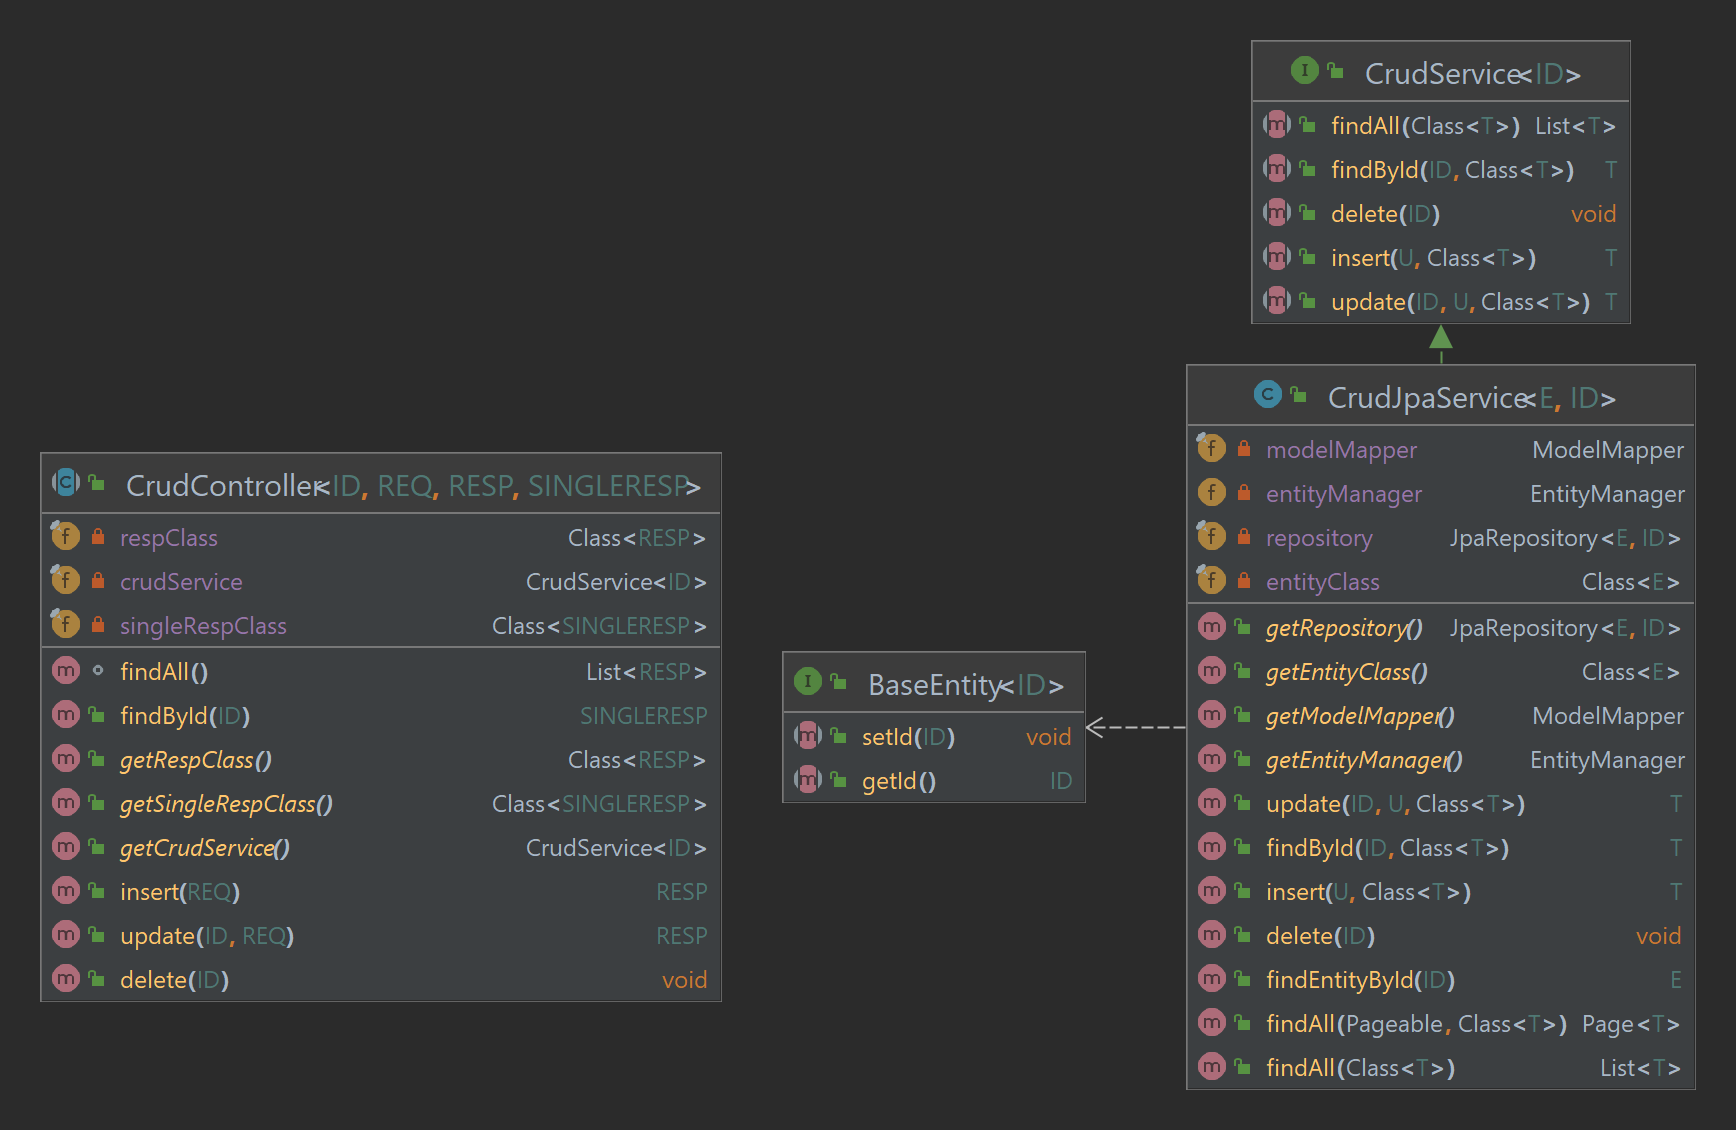 CrudService<ID>
findAll(Class<T>) List<T>
findById(ID, Class<T>) T
delete(ID) void
insert(U, Class<T>) T
update(ID, U, Class<T>) T
CrudJpaService<E, ID>
modelMapper ModelMapper
entityManager EntityManager
repository JpaRepository<E, ID>
entityClass Class<E>
getRepository() JpaRepository<E, ID>
getEntityClass() Class<E>
getModelMapper() ModelMapper
getEntityManager() EntityManager
update(ID, U, Class<T>) T
findById(ID, Class<T>) T
insert(U, Class<T>) T
delete(ID) void
findEntityById(ID) E
findAll(Pageable, Class<T>) Page<T>
findAll(Class<T>) List<T>
CrudController<ID, REQ, RESP, SINGLERESP>
respClass Class<RESP>
crudService CrudService<ID>
singleRespClass Class<SINGLERESP>
findAll() List<RESP>
findById(ID) SINGLERESP
getRespClass() Class<RESP>
getSingleRespClass() Class<SINGLERESP>
getCrudService() CrudService<ID>
insert(REQ) RESP
update(ID, REQ) RESP
delete(ID) void
BaseEntity<ID>
setId(ID) void
getId() ID